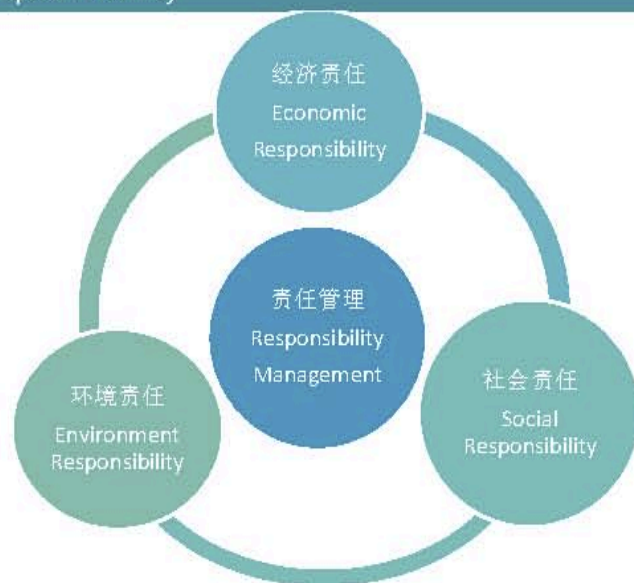 经济责任
Economic
Responsibility
责任管理
Responsibility
Management
环境责任
Environment
Responsibility
社会责任
Social
Responsibility